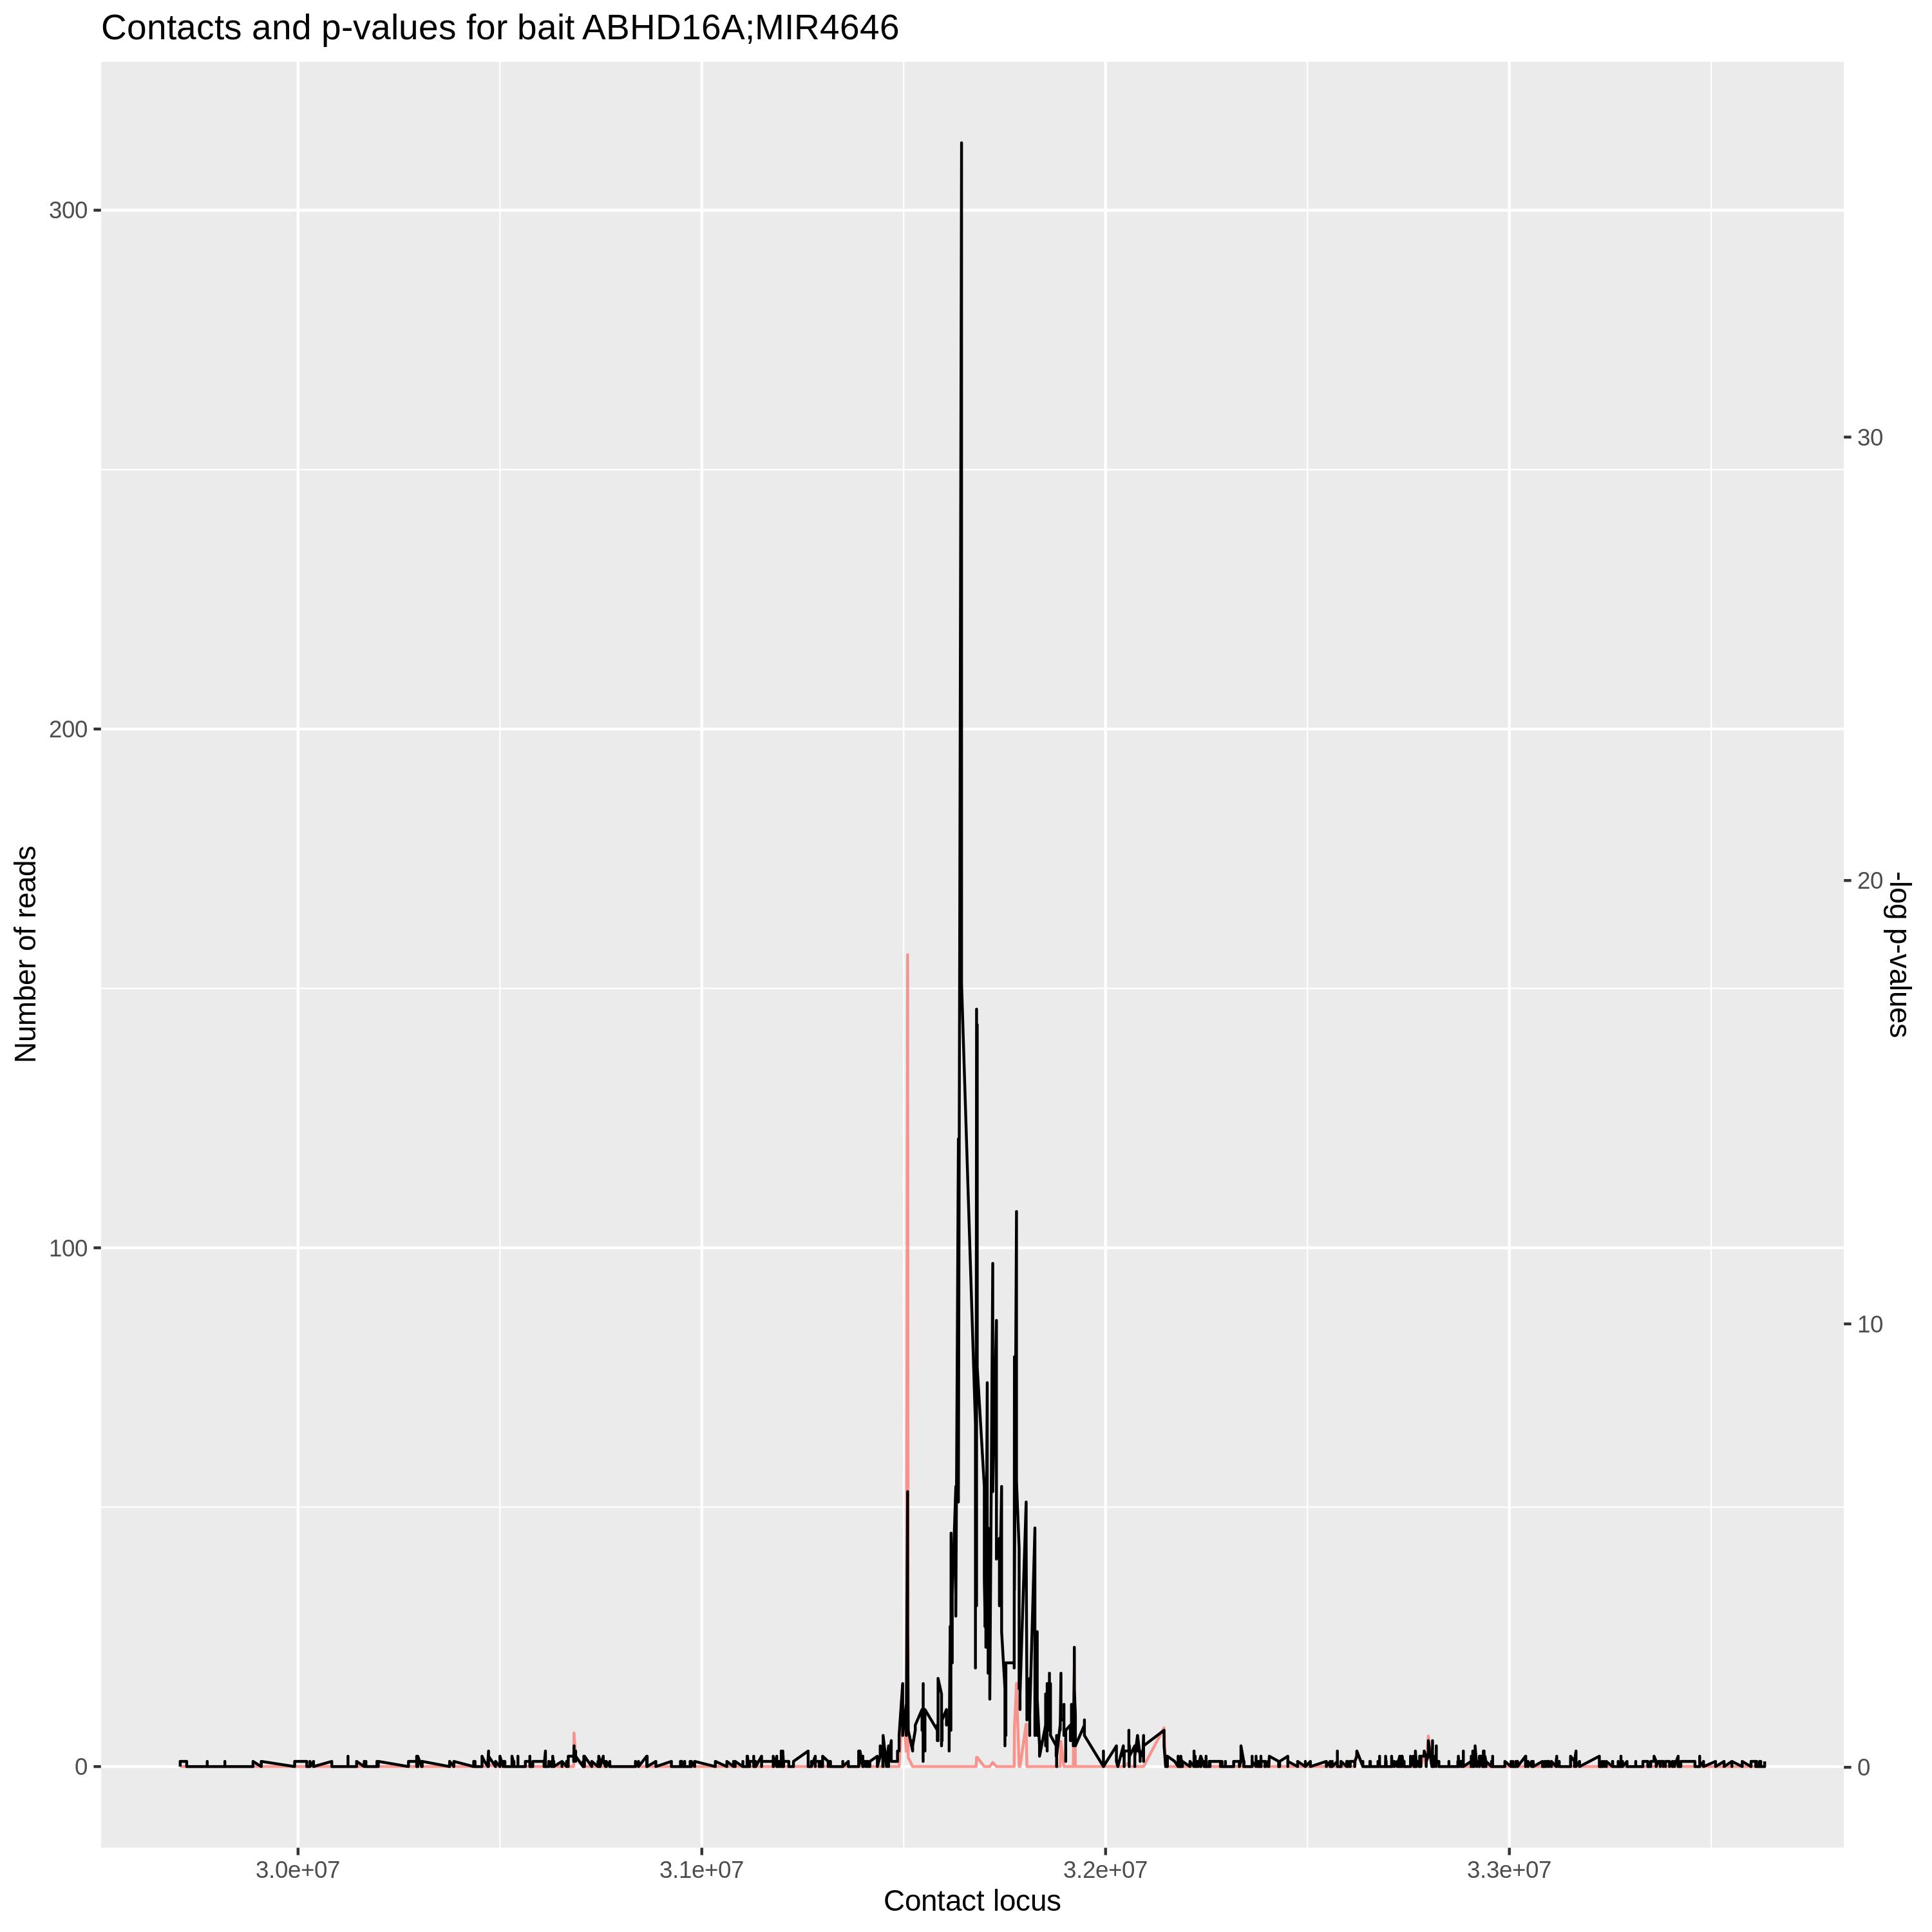 Contacts and p-values for bait ABHD16A;MIR4646
300
200
100
0
30
20
10
0
Number of reads
-log p-values
3.0e+07 3.1e+07 3.2e+07 3.3e+07
Contact locus